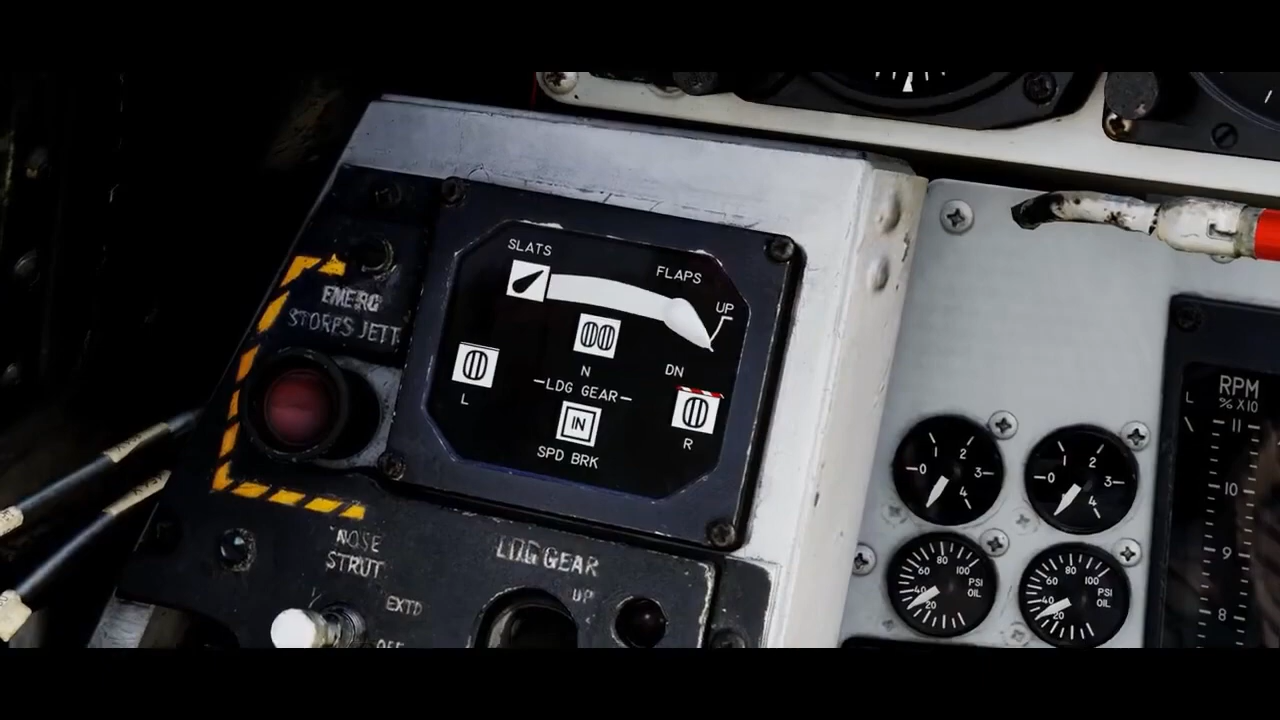 SLATS
FLAPS
UP
EMERG
STORES JETT
N
DN
LDG GEAR
L
IN
R
SPD BRK
NOSE
STRUT
LDG GEAR
EXTD
UP
OFF
RPM
% X10
L
11
10
9
8
0 1 2 3 4
0 1 2 3 4
20 40 60 80 100
PSI
OIL
20 40 60 80 100
PSI
OIL